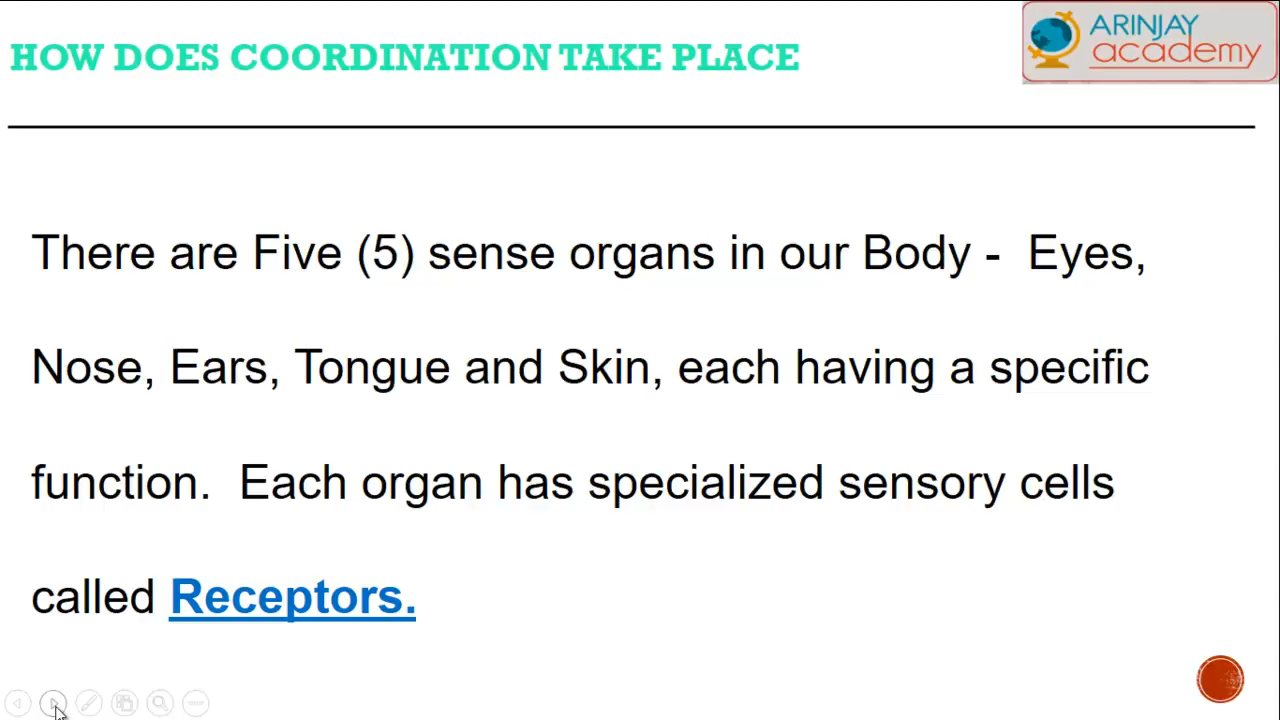 HOW DOES COORDINATION TAKE PLACE
ARINJAY
academy
There are Five (5) sense organs in our Body - Eyes,
Nose, Ears, Tongue and Skin, each having a specific
function. Each organ has specialized sensory cells
called Receptors.